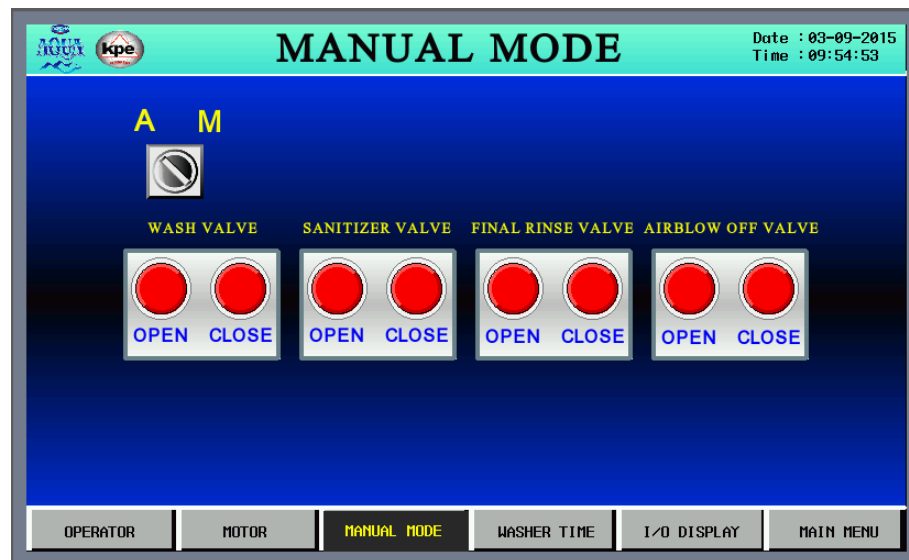 AQUA
kpe
MANUAL MODE
Date :03-09-2015
Time :09:54:53
A M
WASH VALVE SANITIZER VALVE FINAL RINSE VALVE AIRBLOW OFF VALVE
OPEN CLOSE OPEN CLOSE OPEN CLOSE OPEN CLOSE
OPERATOR MOTOR MANUAL MODE WASHER TIME I/O DISPLAY MAIN MENU